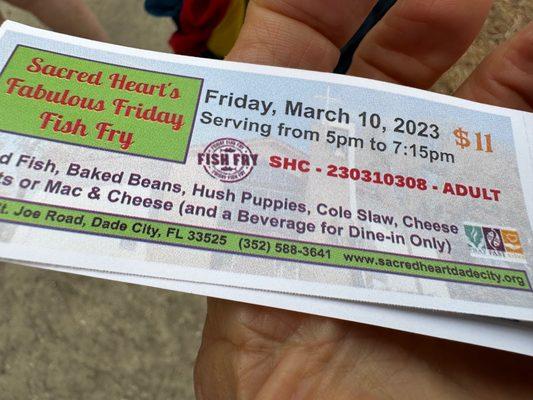 Sacred Heart's
Fabulous Friday
Fish Fry
Friday, March 10, 2023
Serving from 5pm to 7:15pm
$11
FISH FRY
SHC - 230310308 - ADULT
Fish, Baked Beans, Hush Puppies, Cole Slaw, Cheese
or Mac & Cheese (and a Beverage for Dine-in Only)
Joe Road, Dade City, FL 33525 (352) 588-3641 www.sacredheartdadecity.org